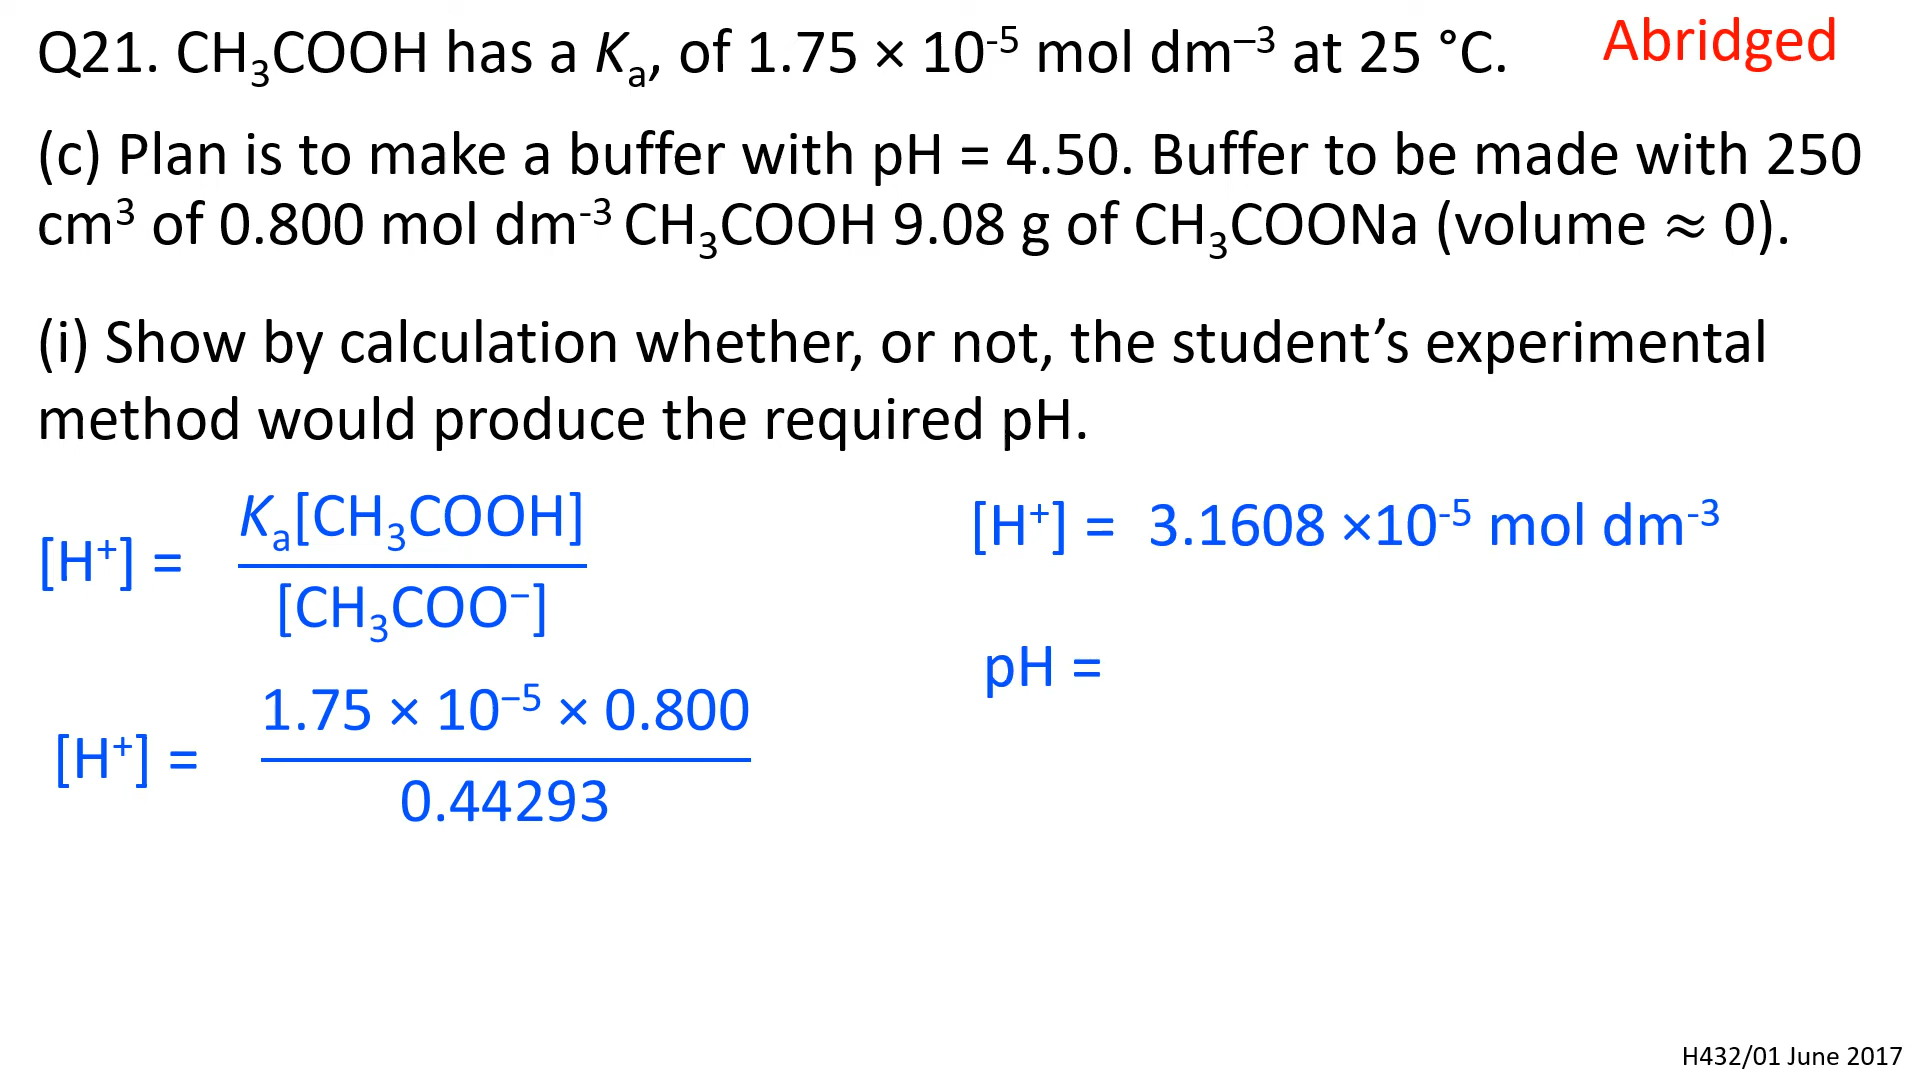 Q21. CH₃COOH has a Kₐ, of 1.75 × 10⁻⁵ mol dm⁻³ at 25 °C.
Abridged
(c) Plan is to make a buffer with pH = 4.50. Buffer to be made with 250
cm³ of 0.800 mol dm⁻³ CH₃COOH 9.08 g of CH₃COONa (volume ≈ 0).
(i) Show by calculation whether, or not, the student’s experimental
method would produce the required pH.
[H⁺] =
Kₐ[CH₃COOH]
[CH₃COO⁻]
[H⁺] =
1.75 × 10⁻⁵ × 0.800
0.44293
[H⁺] = 3.1608 ×10⁻⁵ mol dm⁻³
pH =
H432/01 June 2017